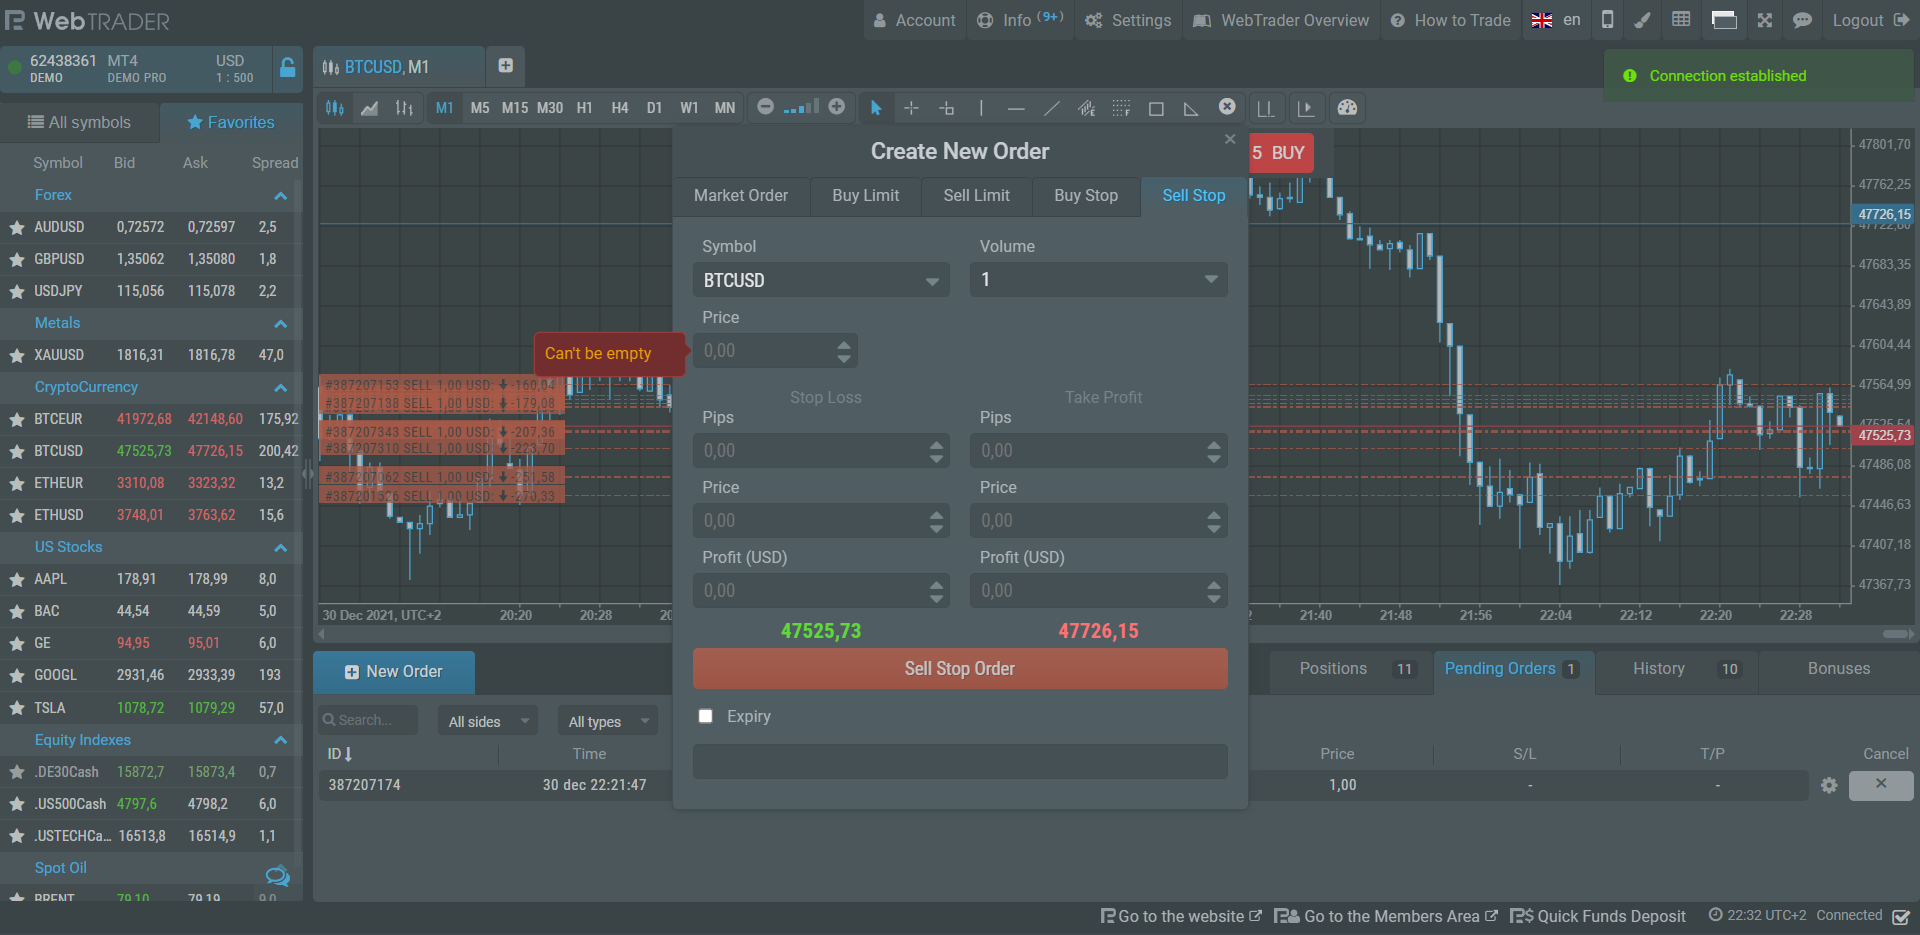 WebTRADER
Account
Info (9+)
Settings
WebTrader Overview
How to Trade
en
Logout
62438361 MT4 USD
DEMO DEMO PRO 1 : 500
BTCUSD, M1
Connection established
All symbols
Favorites
M1 M5 M15 M30 H1 H4 D1 W1 MN
Symbol Bid Ask Spread
Forex
AUDUSD 0,72572 0,72597 2,5
GBPUSD 1,35062 1,35080 1,8
USDJPY 115,056 115,078 2,2
Metals
XAUUSD 1816,31 1816,78 47,0
CryptoCurrency
BTCEUR 41972,68 42148,60 175,92
BTCUSD 47525,73 47726,15 200,42
ETHEUR 3310,08 3323,32 13,2
ETHUSD 3748,01 3763,62 15,6
US Stocks
AAPL 178,91 178,99 8,0
BAC 44,54 44,59 5,0
GE 94,95 95,01 6,0
GOOGL 2931,46 2933,39 193
TSLA 1078,72 1079,29 57,0
Equity Indexes
.DE30Cash 15872,7 15873,4 0,7
.US500Cash 4797,6 4798,2 6,0
.USTECHCa... 16513,8 16514,9 1,1
Spot Oil
BRENT 79,10 79,19 9,0
#387207153 SELL 1,00 USD: -160,04
#387207138 SELL 1,00 USD: -179,08
#387207343 SELL 1,00 USD: -207,36
#387207310 SELL 1,00 USD: -223,70
#387207062 SELL 1,00 USD: -251,58
#387201526 SELL 1,00 USD: -270,33
30 Dec 2021, UTC+2 20:20 20:28
Create New Order
Market Order Buy Limit Sell Limit Buy Stop Sell Stop
Symbol Volume
BTCUSD 1
Price
Can't be empty
0,00
Stop Loss Take Profit
Pips Pips
0,00 0,00
Price Price
0,00 0,00
Profit (USD) Profit (USD)
0,00 0,00
47525,73 47726,15
Sell Stop Order
Expiry
5 BUY
47801,70
47762,25
47726,15
47722,80
47683,35
47643,89
47604,44
47564,99
47525,73
47486,08
47446,63
47407,18
47367,73
21:40 21:48 21:56 22:04 22:12 22:20 22:28
New Order
Positions 11
Pending Orders 1
History 10
Bonuses
Search...
All sides
All types
ID Time Price S/L T/P Cancel
387207174 30 dec 22:21:47 1,00 - -
Go to the website
Go to the Members Area
Quick Funds Deposit
22:32 UTC+2 Connected